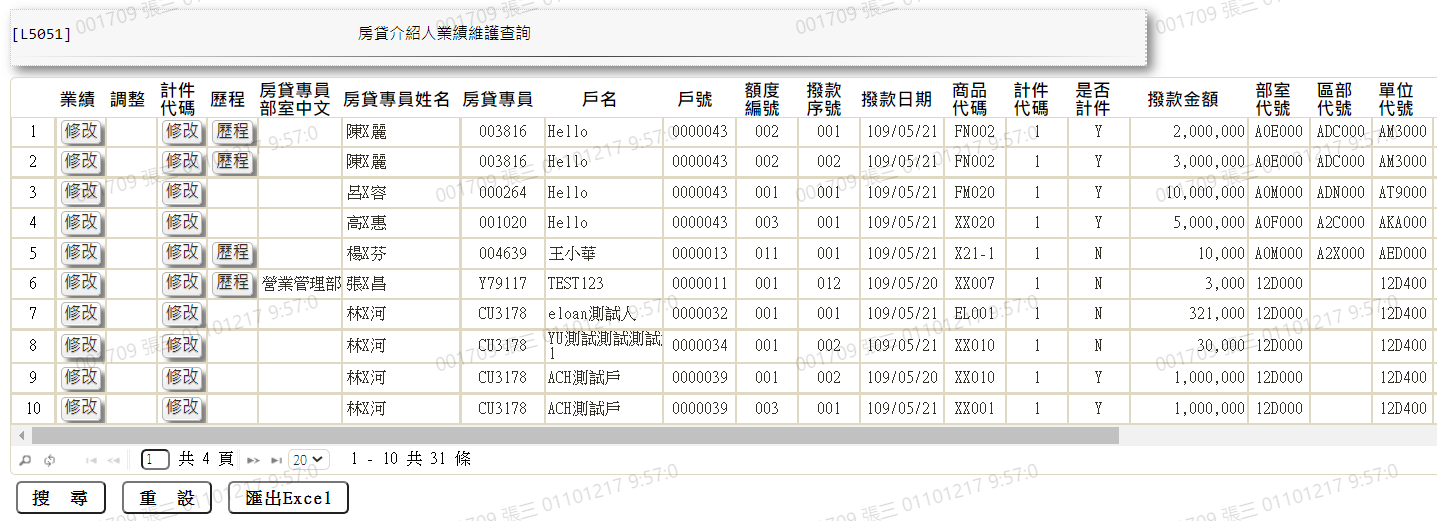 [L5051] 房貸介紹人業績維護查詢
業績 調整 計件代碼 歷程 房貸專員部室中文 房貸專員姓名 房貸專員 戶名 戶號 額度編號 撥款序號 撥款日期 商品代碼 計件代碼 是否計件 撥款金額 部室代號 區部代號 單位代號
1 修改 修改 歷程 陳X麗 003816 Hello 0000043 002 001 109/05/21 FN002 1 Y 2,000,000 A0E000 ADC000 AM3000
2 修改 修改 歷程 陳X麗 003816 Hello 0000043 002 002 109/05/21 FN002 1 Y 3,000,000 A0E000 ADC000 AM3000
3 修改 修改 呂X容 000264 Hello 0000043 001 001 109/05/21 FM020 1 Y 10,000,000 A0M000 ADN000 AT9000
4 修改 修改 高X惠 001020 Hello 0000043 003 001 109/05/21 XX020 1 Y 5,000,000 A0F000 A2C000 AKA000
5 修改 修改 歷程 楊X芬 004639 王小華 0000013 011 001 109/05/21 X21-1 1 N 10,000 A0M000 A2X000 AED000
6 修改 修改 歷程 營業管理部 張X昌 Y79117 TEST123 0000011 001 012 109/05/20 XX007 1 N 3,000 12D000 12D400
7 修改 修改 林X河 CU3178 eloan測試人 0000032 001 001 109/05/21 EL001 1 N 321,000 12D000 12D400
8 修改 修改 林X河 CU3178 YU測試測試測試1 0000034 001 002 109/05/21 XX010 1 N 30,000 12D000 12D400
9 修改 修改 林X河 CU3178 ACH測試戶 0000039 001 002 109/05/20 XX010 1 Y 1,000,000 12D000 12D400
10 修改 修改 林X河 CU3178 ACH測試戶 0000039 003 001 109/05/21 XX001 1 Y 1,000,000 12D000 12D400
1 共 4 頁 20 1 - 10 共 31 條
搜 尋 重 設 匯出Excel
001709 張三 01101217 9:57:0